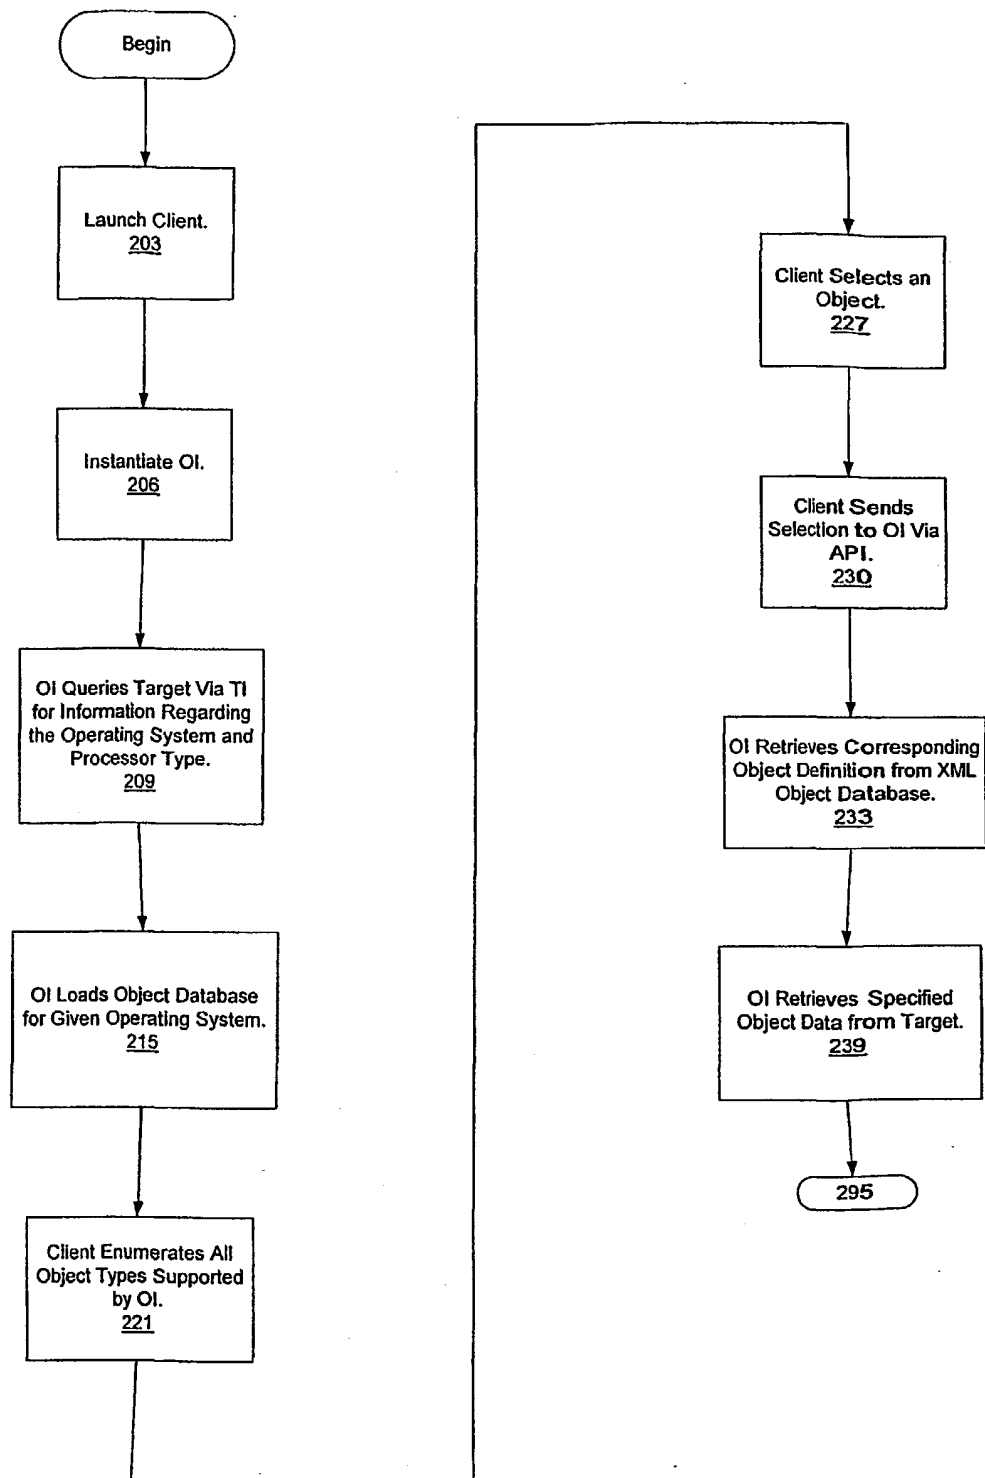 Begin
Launch Client.
203
Instantiate OI.
206
OI Queries Target Via TI
for Information Regarding
the Operating System and
Processor Type.
209
OI Loads Object Database
for Given Operating System.
215
Client Enumerates All
Object Types Supported
by OI.
221
Client Selects an
Object.
227
Client Sends
Selection to OI Via
API.
230
OI Retrieves Corresponding
Object Definition from XML
Object Database.
233
OI Retrieves Specified
Object Data from Target.
239
295